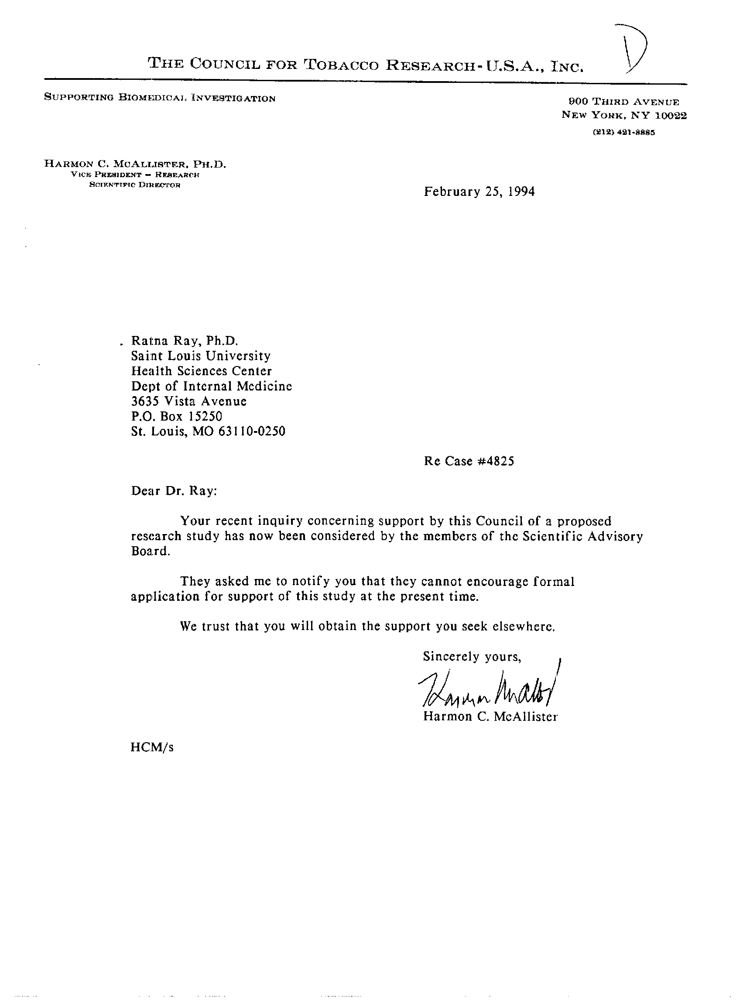 D
THE COUNCIL FOR TOBACCO RESEARCH-U.S.A., INC.
SUPPORTING BIOMEDICAL INVESTIGATION
900 THIRD AVENUE
NEW YORK, NY 10022
(212) 421-8885
HARMON C. MCALLISTER, PH.D.
VICE PRESIDENT – RESEARCH
SCIENTIFIC DIRECTOR
February 25, 1994
Ratna Ray, Ph.D.
Saint Louis University
Health Sciences Center
Dept of Internal Medicine
3635 Vista Avenue
P.O. Box 15250
St. Louis, MO 63110-0250
Re Case #4825
Dear Dr. Ray:
Your recent inquiry concerning support by this Council of a proposed
research study has now been considered by the members of the Scientific Advisory
Board.
They asked me to notify you that they cannot encourage formal
application for support of this study at the present time.
We trust that you will obtain the support you seek elsewhere.
Sincerely yours,
Harmon C. McAllister
HCM/s